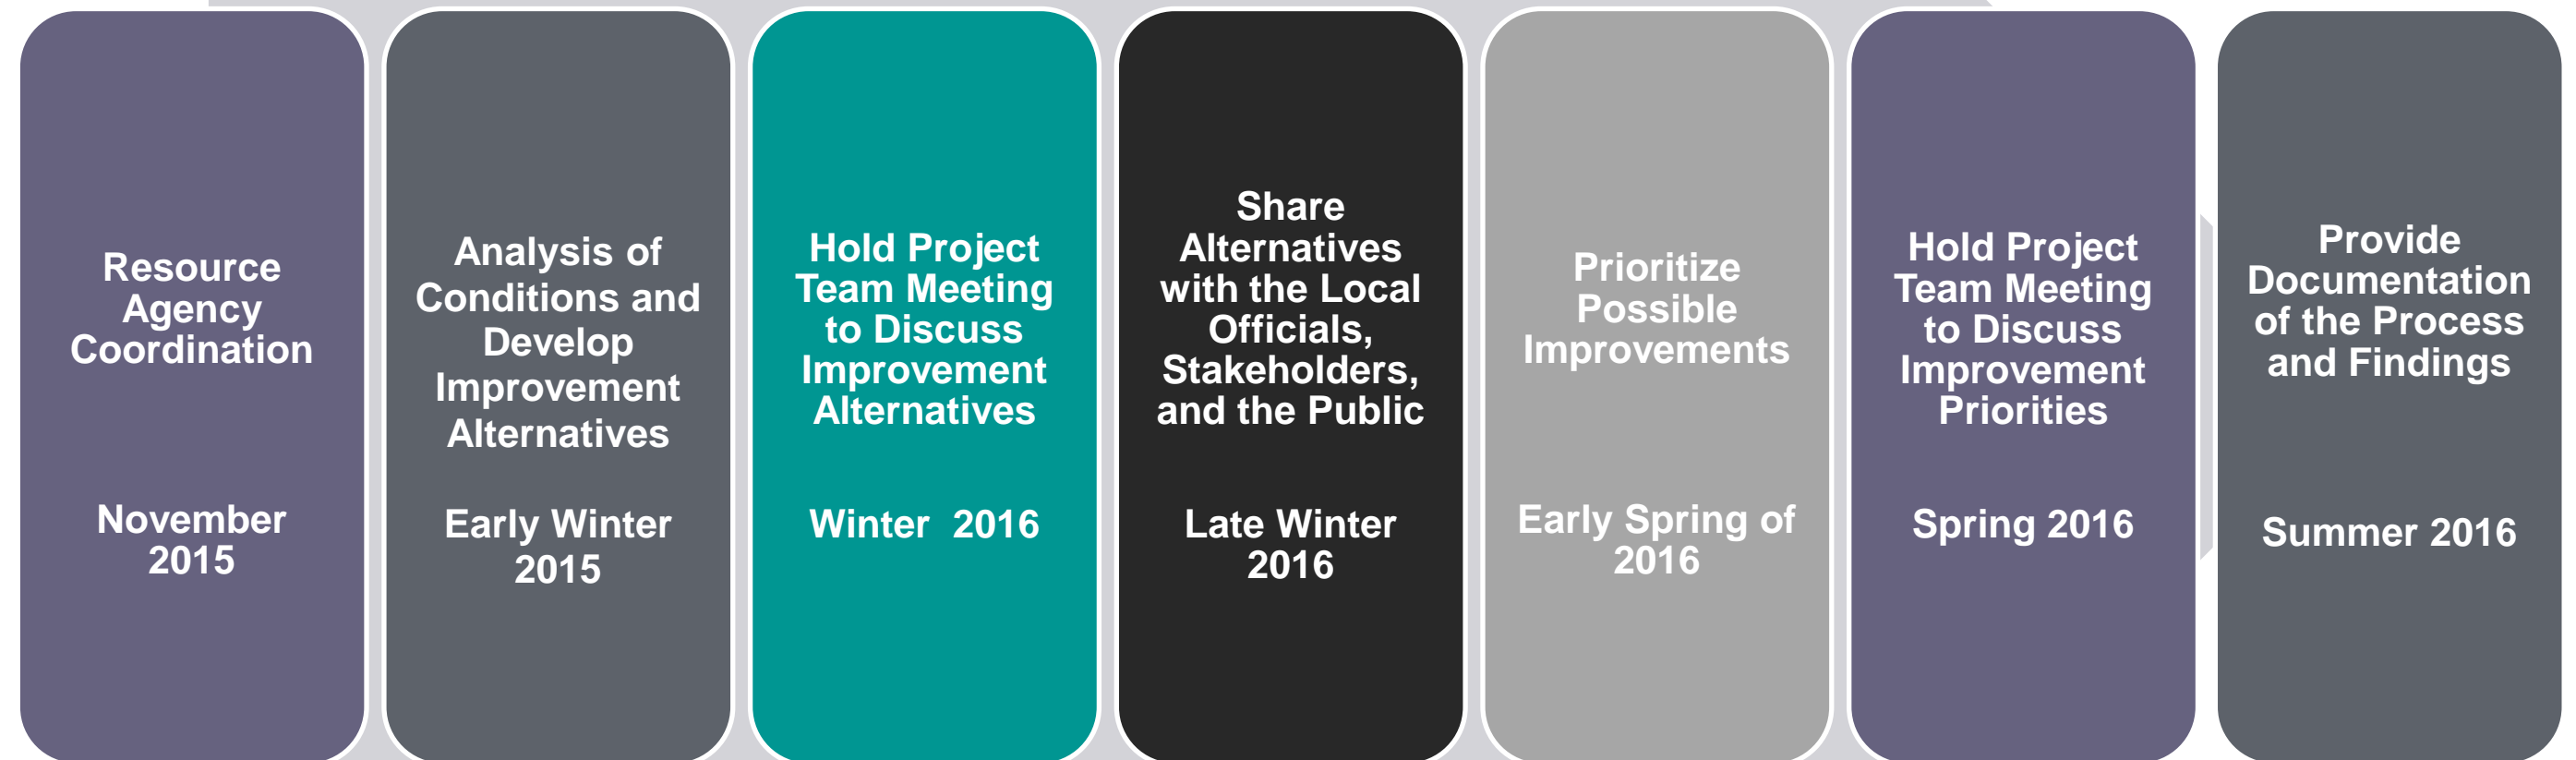 Resource
Agency
Coordination
November
2015
Analysis of
Conditions and
Develop
Improvement
Alternatives
Early Winter
2015
Hold Project
Team Meeting
to Discuss
Improvement
Alternatives
Winter  2016
Share
Alternatives
with the Local
Officials,
Stakeholders,
and the Public
Late Winter
2016
Prioritize
Possible
Improvements
Early Spring of
2016
Hold Project
Team Meeting
to Discuss
Improvement
Priorities
Spring 2016
Provide
Documentation
of the Process
and Findings
Summer 2016